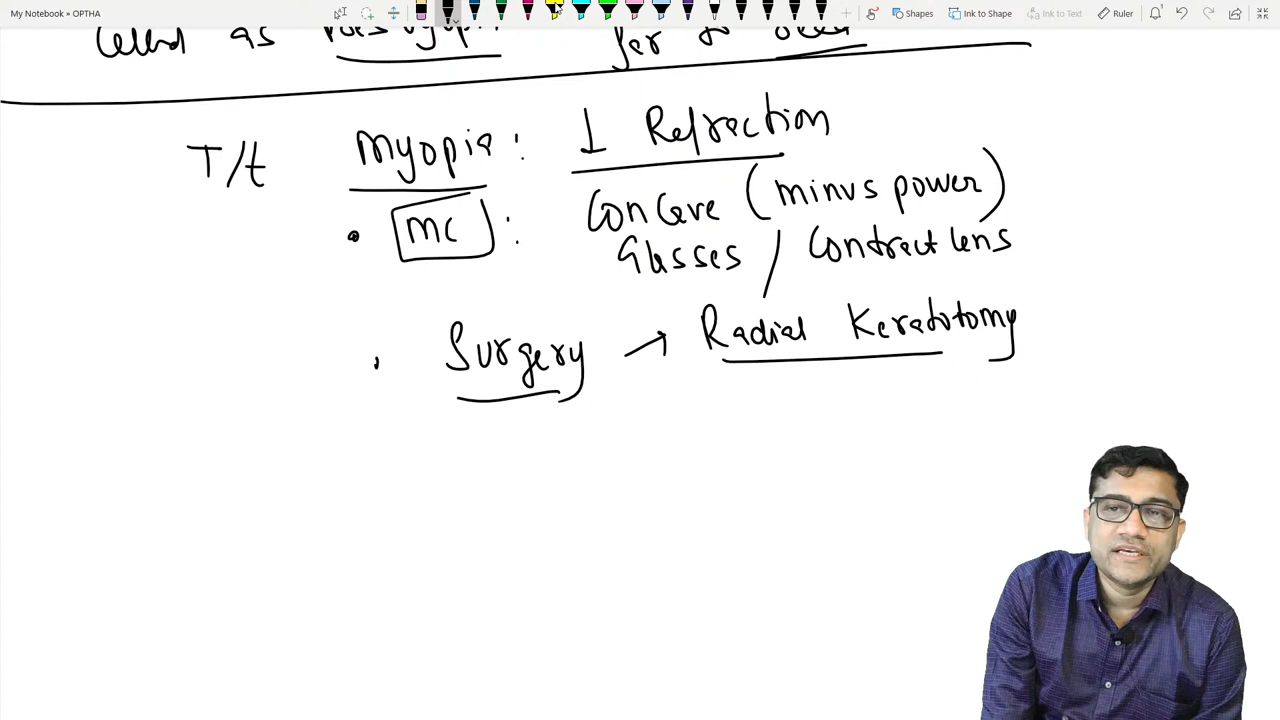 My Notebook » OPTHA
Shapes Ink to Shape Ink to Text Ruler
as
for
T/t Myopia : ↓ Refraction
• MC : Concave (minus power)
Glasses / Contract lens
• Surgery → Radial Keratotomy